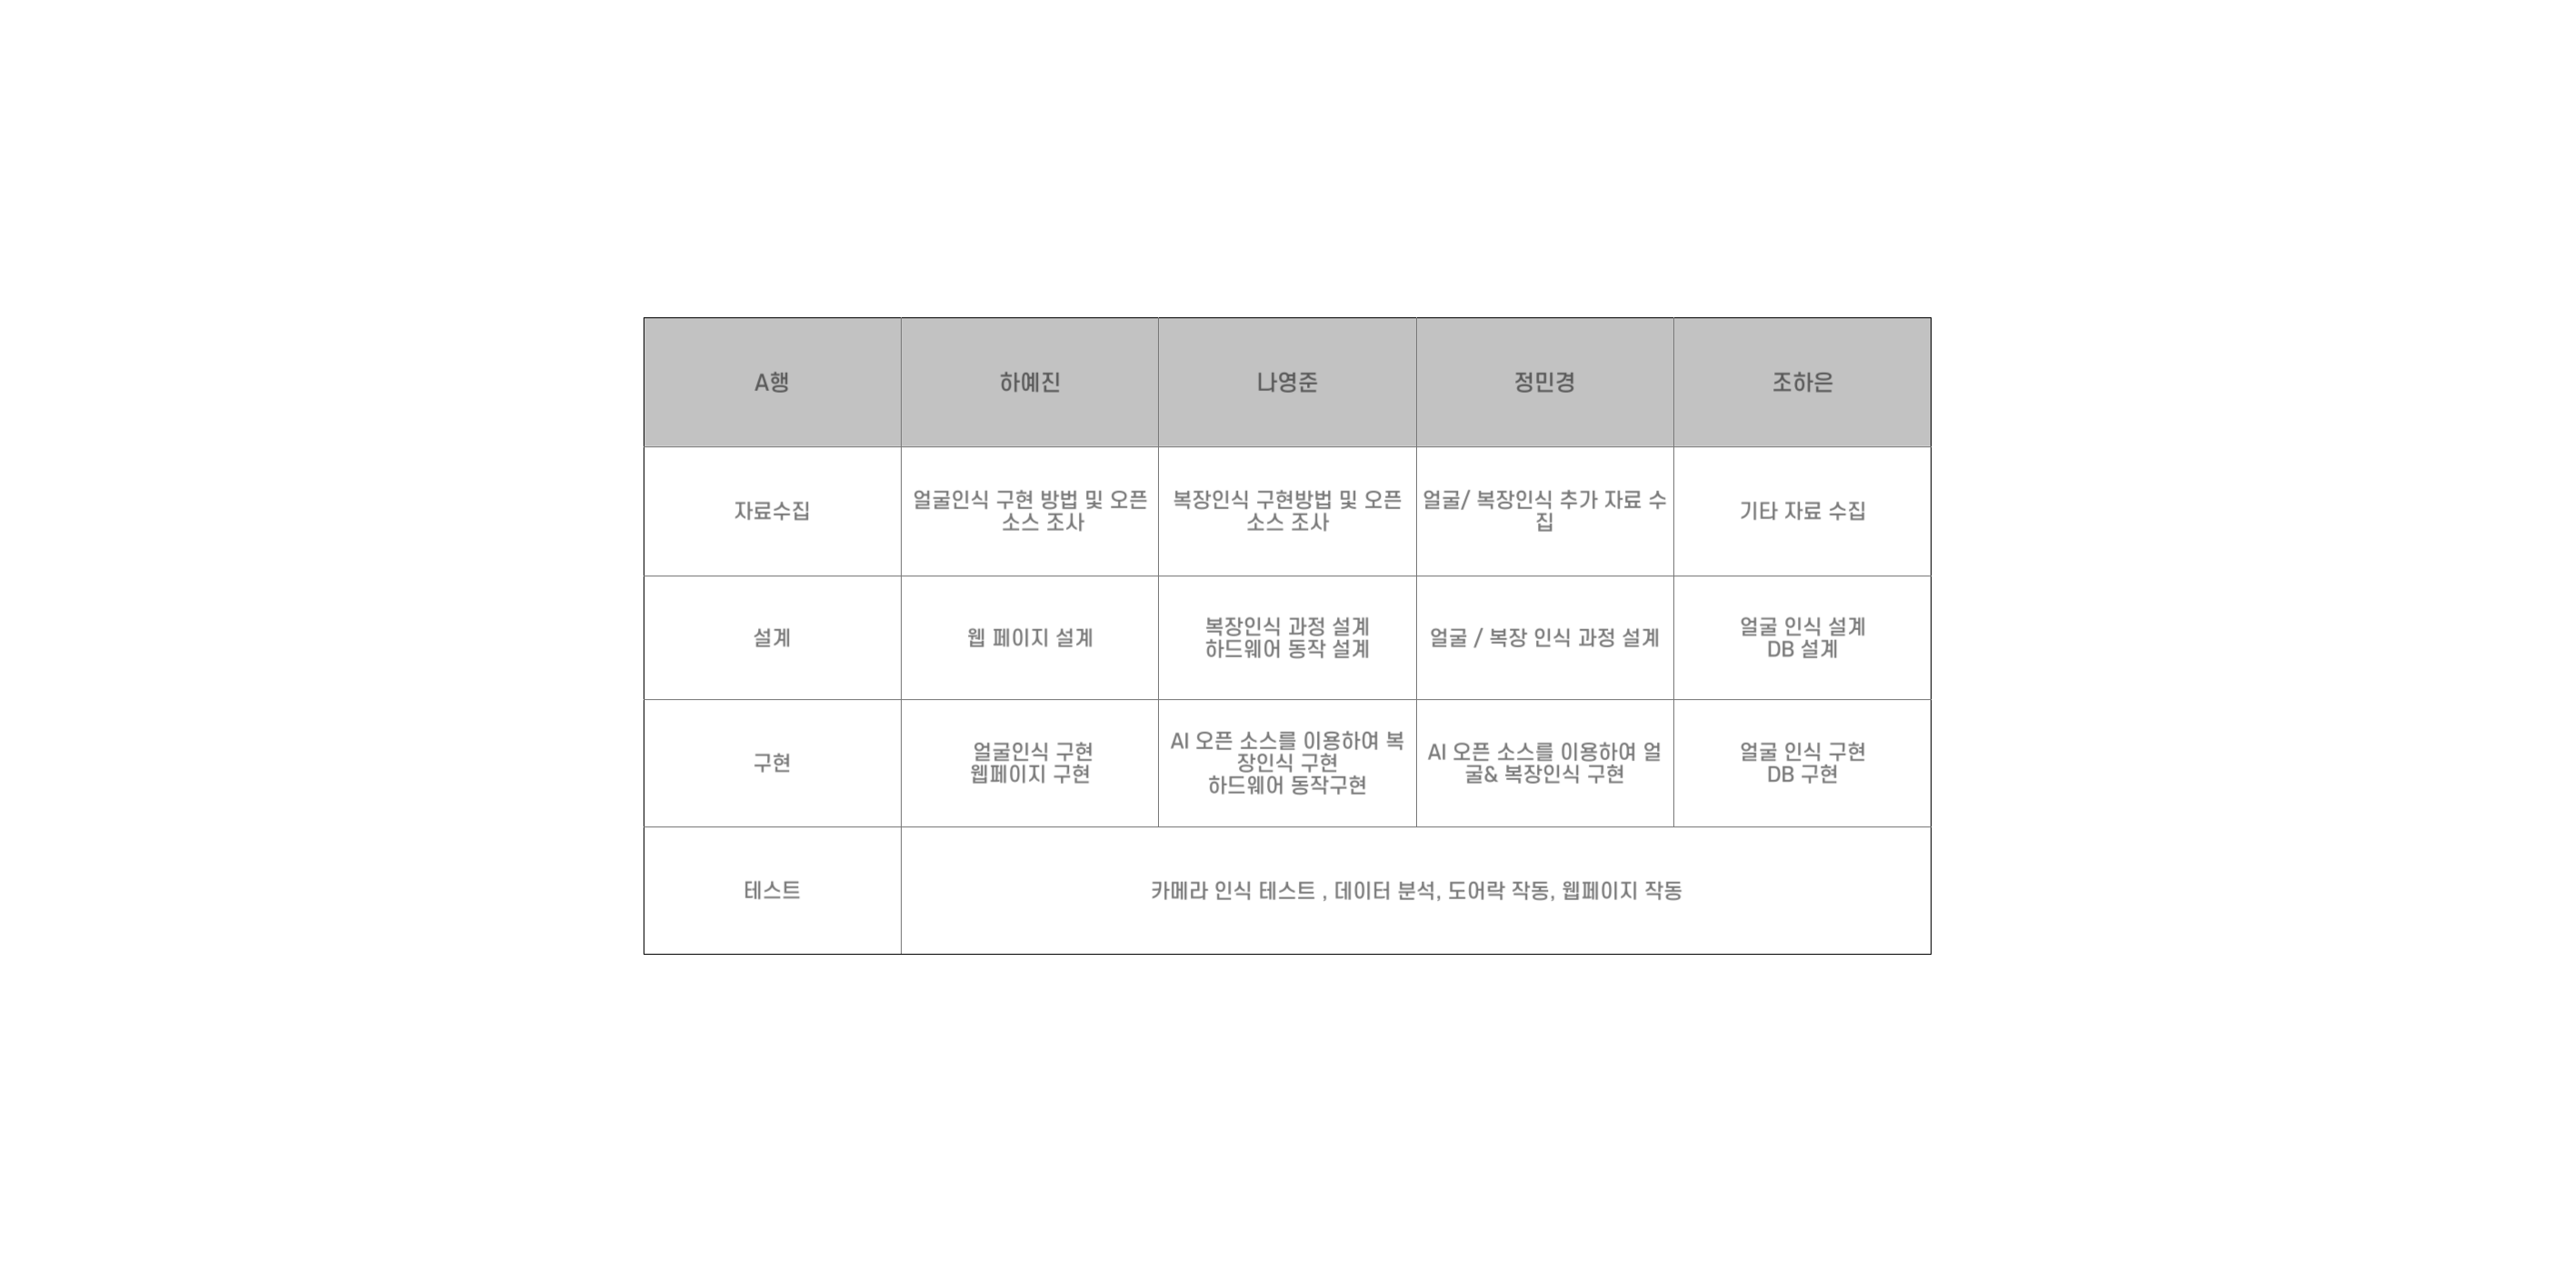 A행
하예진
나영준
정민경
조하은
자료수집
얼굴인식 구현 방법 및 오픈
소스 조사
복장인식 구현방법 및 오픈
소스 조사
얼굴/ 복장인식 추가 자료 수
집
기타 자료 수집
설계
웹 페이지 설계
복장인식 과정 설계
하드웨어 동작 설계
얼굴 / 복장 인식 과정 설계
얼굴 인식 설계
DB 설계
구현
얼굴인식 구현
웹페이지 구현
AI 오픈 소스를 이용하여 복
장인식 구현
하드웨어 동작구현
AI 오픈 소스를 이용하여 얼
굴& 복장인식 구현
얼굴 인식 구현
DB 구현
테스트
카메라 인식 테스트 , 데이터 분석, 도어락 작동, 웹페이지 작동